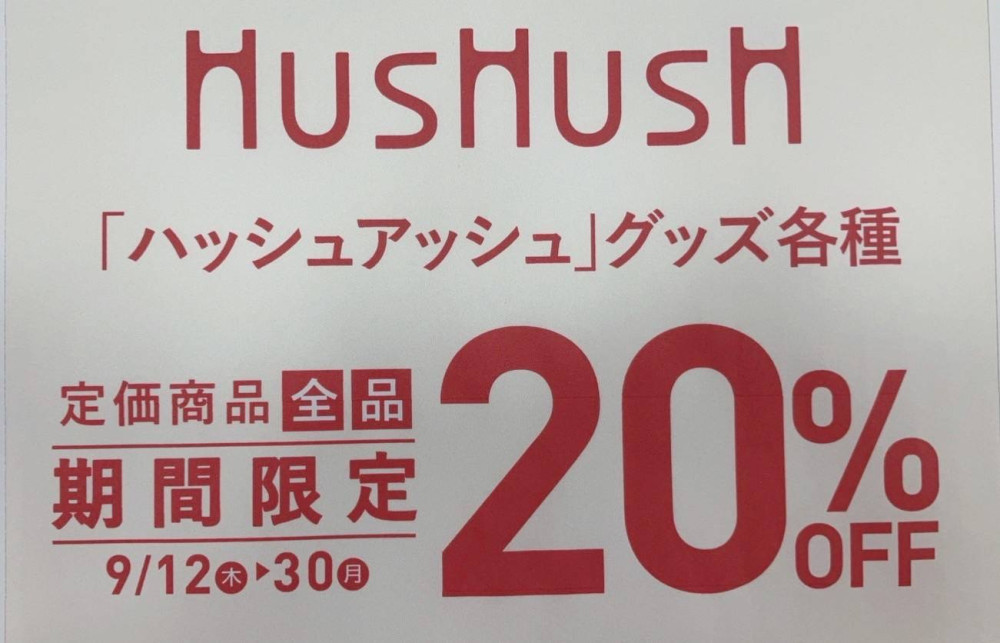 HusHusH
「ハッシュアッシュ」グッズ各種
定価商品全品
期間限定
9/12木▶30月
20%OFF